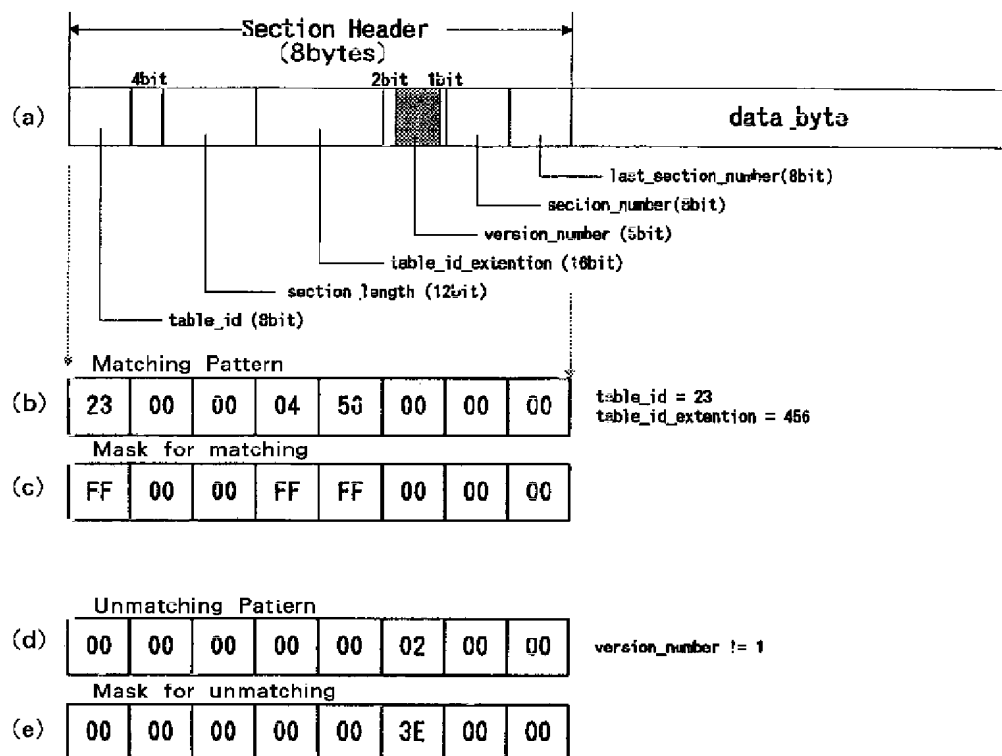 Section Header
(8bytes)
4bit 2bit 1bit
(a) data_byte
last_section_number(8bit)
section_number(8bit)
version_number (5bit)
table_id_extention (16bit)
section_length (12bit)
table_id (8bit)
Matching Pattern
(b) 23 00 00 04 56 00 00 00
table_id = 23
table_id_extention = 456
Mask for matching
(c) FF 00 00 FF FF 00 00 00
Unmatching Pattern
(d) 00 00 00 00 00 02 00 00 version_number != 1
Mask for unmatching
(e) 00 00 00 00 00 3E 00 00